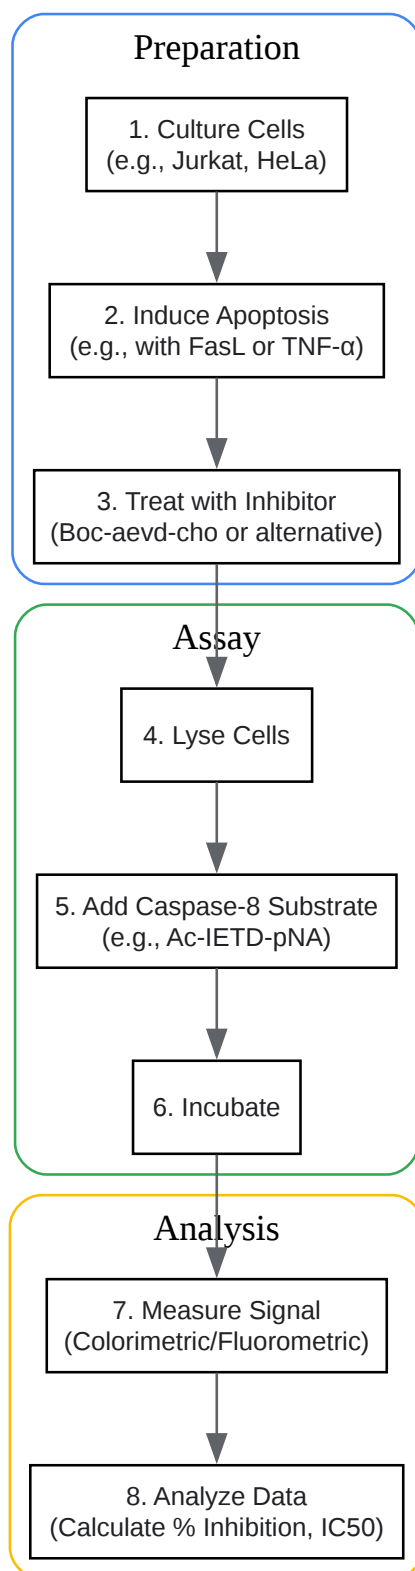 Preparation
1. Culture Cells
(e.g., Jurkat, HeLa)
2. Induce Apoptosis
(e.g., with FasL or TNF-α)
3. Treat with Inhibitor
(Boc-aevd-cho or alternative)
Assay
4. Lyse Cells
5. Add Caspase-8 Substrate
(e.g., Ac-IETD-pNA)
6. Incubate
Analysis
7. Measure Signal
(Colorimetric/Fluorometric)
8. Analyze Data
(Calculate % Inhibition, IC50)